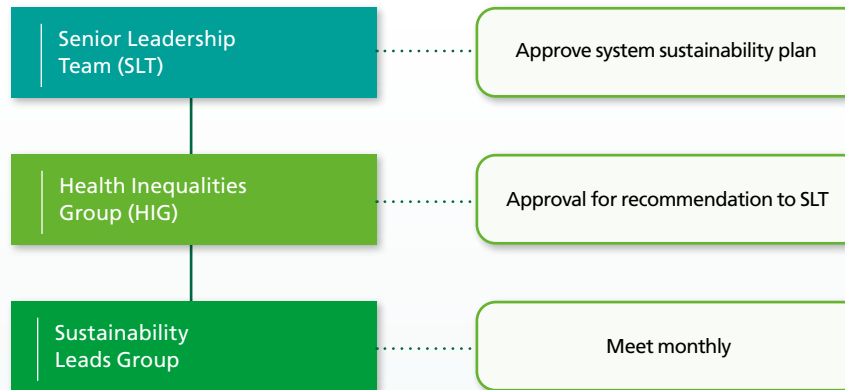 Senior Leadership
Team (SLT)
Approve system sustainability plan
Health Inequalities
Group (HIG)
Approval for recommendation to SLT
Sustainability
Leads Group
Meet monthly